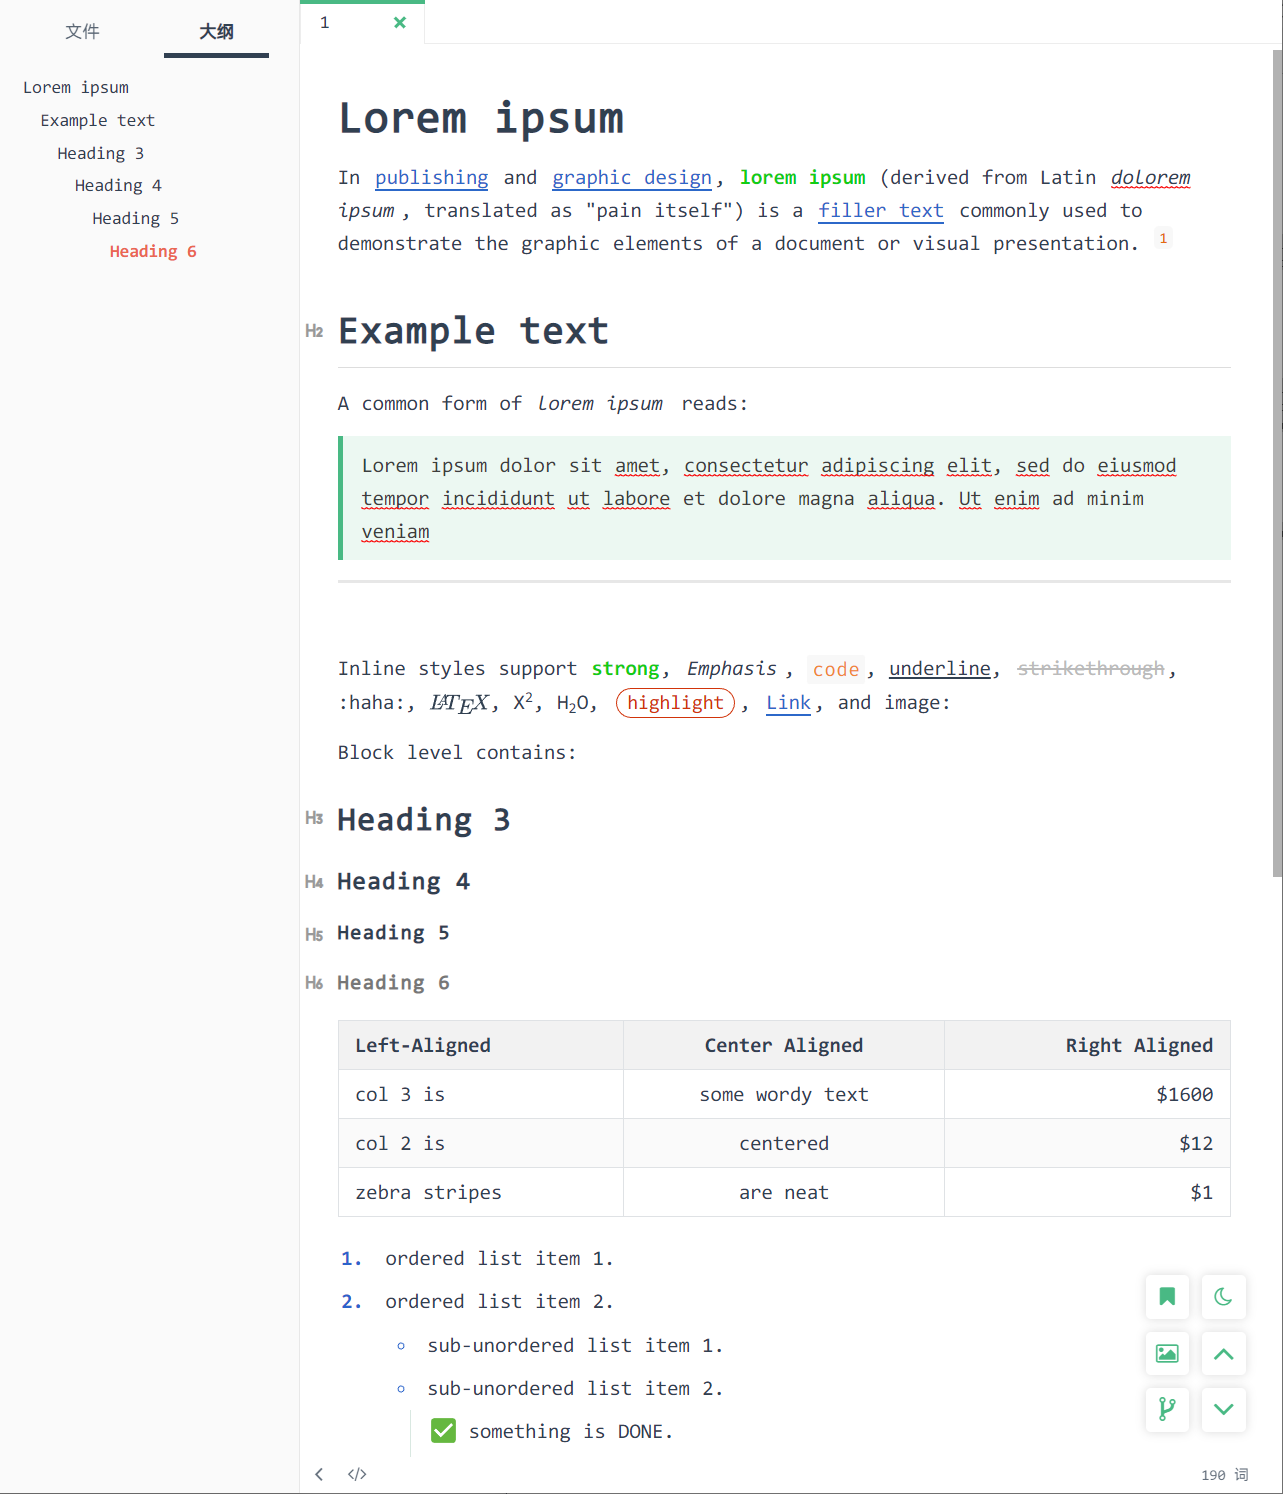 文件 大纲
Lorem ipsum
Example text
Heading 3
Heading 4
Heading 5
Heading 6
1
Lorem ipsum
In publishing and graphic design, lorem ipsum (derived from Latin dolorem
ipsum , translated as "pain itself") is a filler text commonly used to
demonstrate the graphic elements of a document or visual presentation. 1
H2 Example text
A common form of lorem ipsum reads:
Lorem ipsum dolor sit amet, consectetur adipiscing elit, sed do eiusmod
tempor incididunt ut labore et dolore magna aliqua. Ut enim ad minim
veniam
Inline styles support strong, Emphasis , code, underline, strikethrough,
:haha:, LATEX, X², H₂O, highlight , Link, and image:
Block level contains:
H3 Heading 3
H4 Heading 4
H5 Heading 5
H6 Heading 6
Left-Aligned Center Aligned Right Aligned
col 3 is some wordy text $1600
col 2 is centered $12
zebra stripes are neat $1
1. ordered list item 1.
2. ordered list item 2.
◦ sub-unordered list item 1.
◦ sub-unordered list item 2.
✅ something is DONE.
190 词